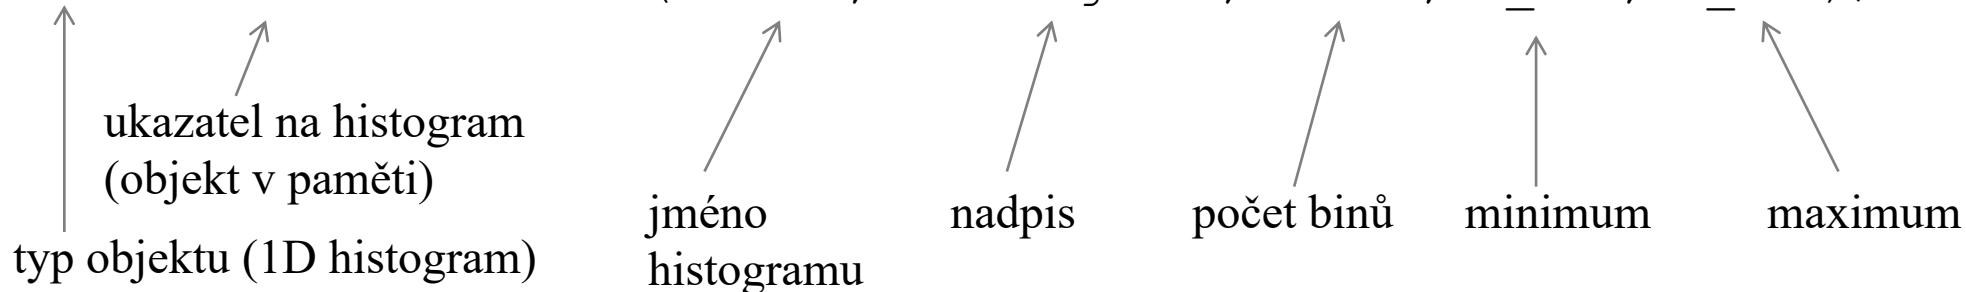 ukazatel na histogram
(objekt v paměti)
jméno
histogramu
nadpis
počet binů
minimum
maximum
typ objektu (1D histogram)